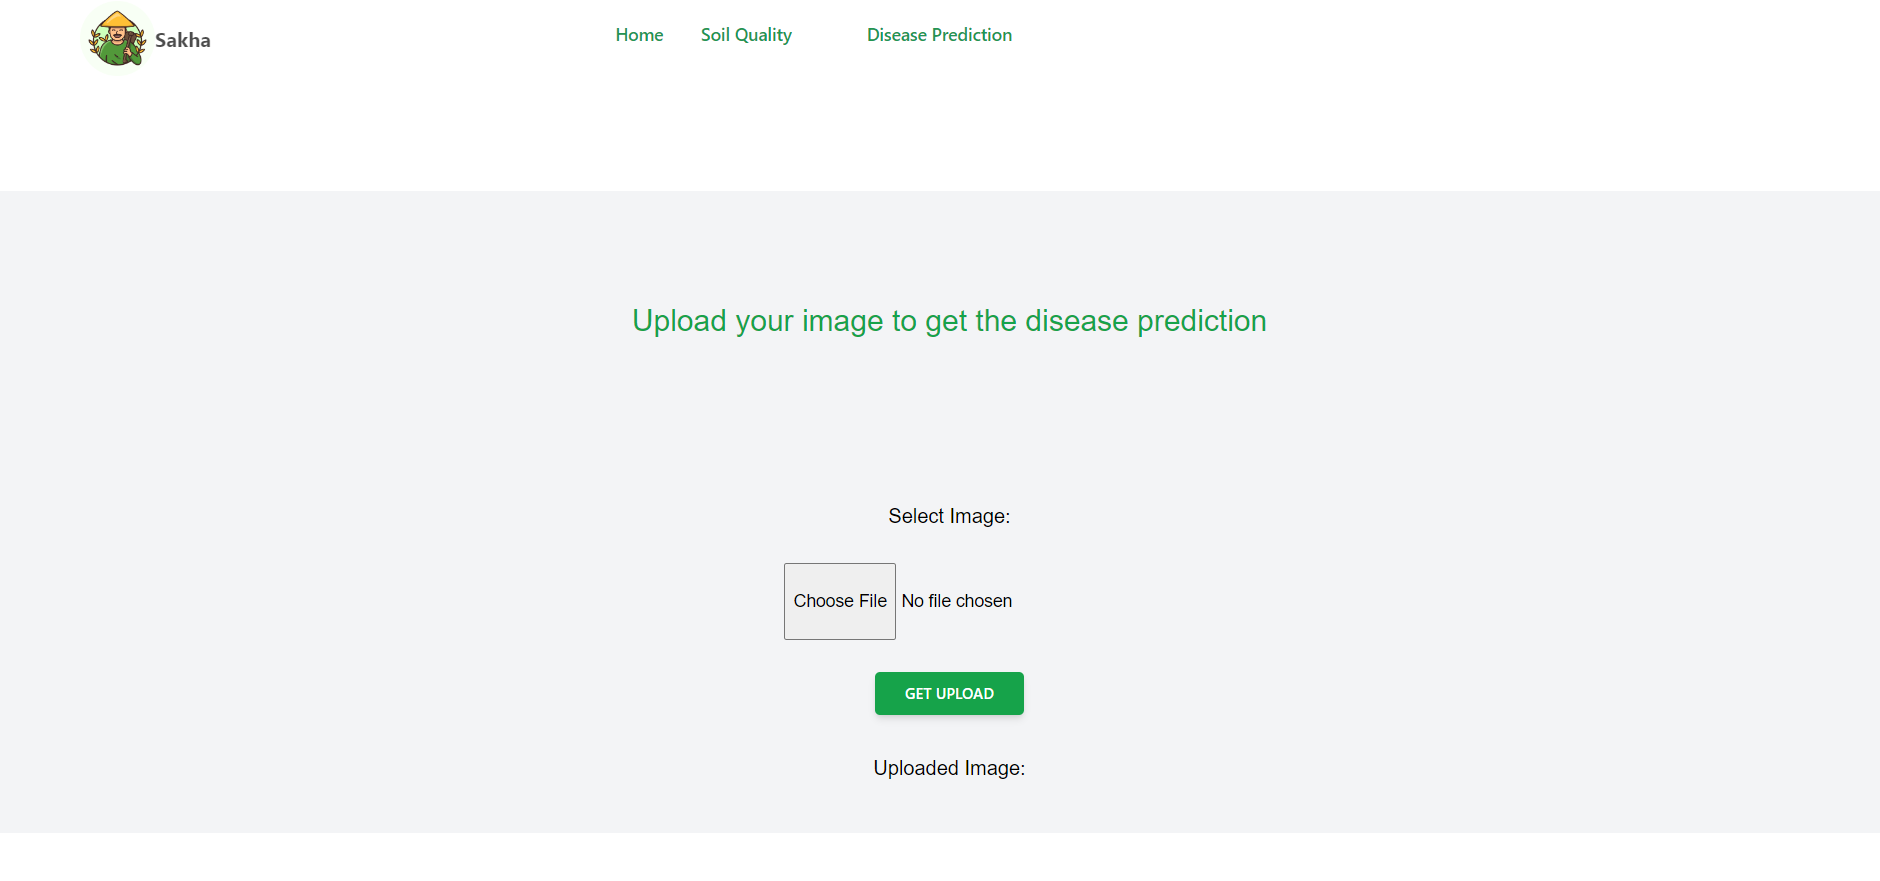 Sakha
Home Soil Quality Disease Prediction
Upload your image to get the disease prediction
Select Image:
Choose File No file chosen
GET UPLOAD
Uploaded Image: